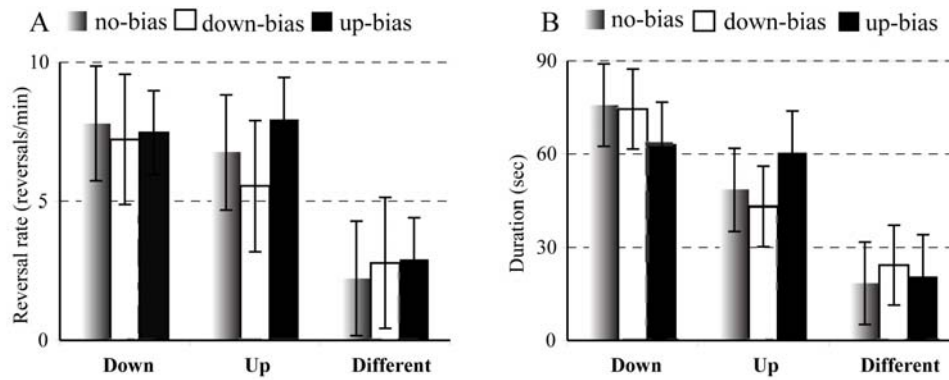 A
no-bias down-bias up-bias
Reversal rate (reversals/min)
10
5
0
Down Up Different
B
no-bias down-bias up-bias
Duration (sec)
90
60
30
0
Down Up Different